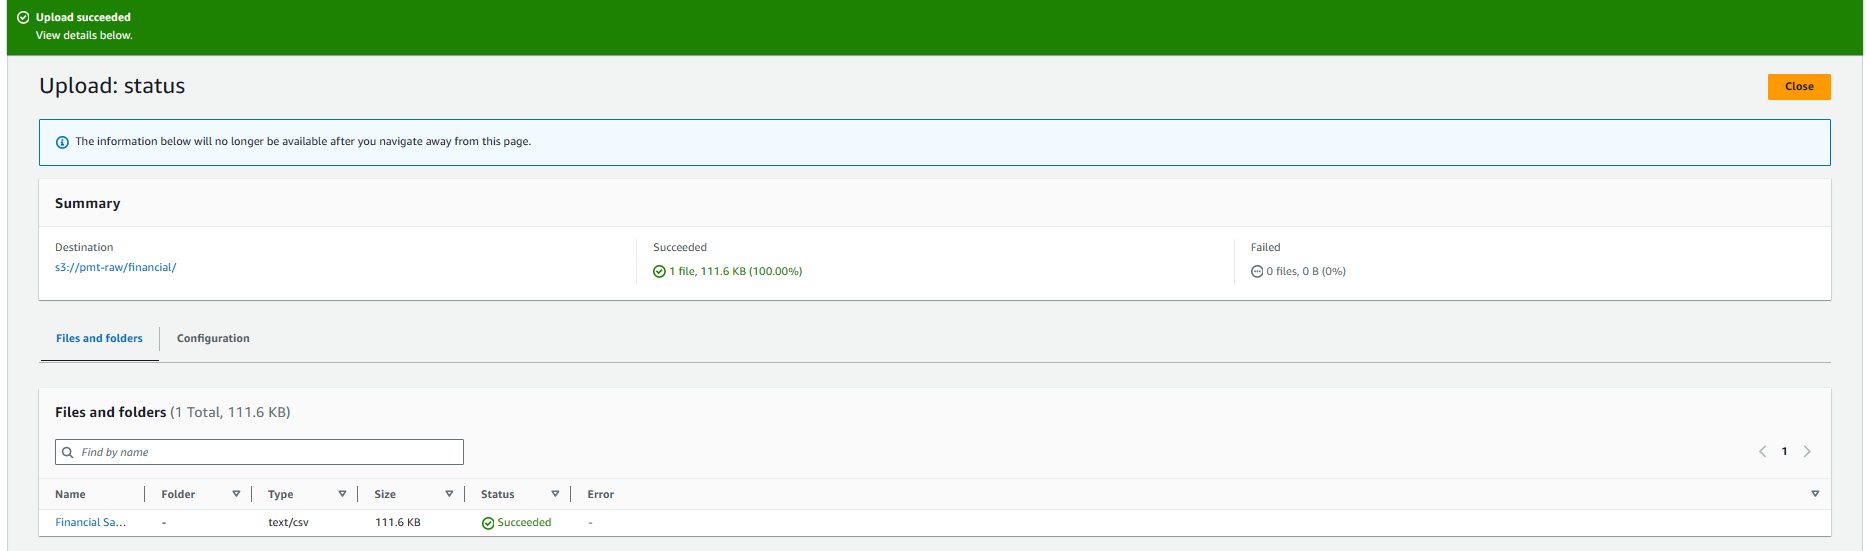 Upload succeeded
View details below.
Upload: status
Close
The information below will no longer be available after you navigate away from this page.
Summary
Destination
s3://pmt-raw/financial/
Succeeded
1 file, 111.6 KB (100.00%)
Failed
0 files, 0 B (0%)
Files and folders
Configuration
Files and folders (1 Total, 111.6 KB)
Find by name
1
Name Folder Type Size Status Error
Financial Sa... - text/csv 111.6 KB Succeeded -